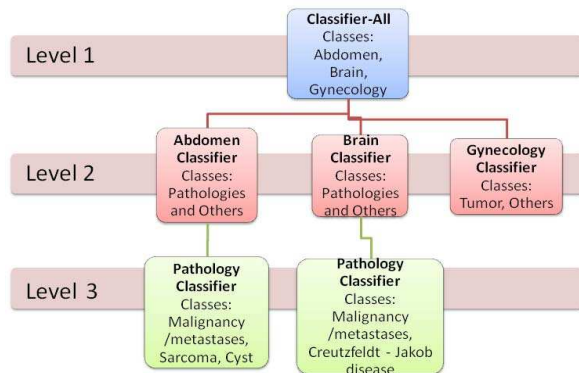 Level 1
Classifier-All
Classes:
Abdomen,
Brain,
Gynecology
Level 2
Abdomen
Classifier
Classes:
Pathologies
and Others
Brain
Classifier
Classes:
Pathologies
and Others
Gynecology
Classifier
Classes:
Tumor, Others
Level 3
Pathology
Classifier
Classes:
Malignancy
/metastases,
Sarcoma, Cyst
Pathology
Classifier
Classes:
Malignancy
/metastases,
Creutzfeldt - Jakob
disease